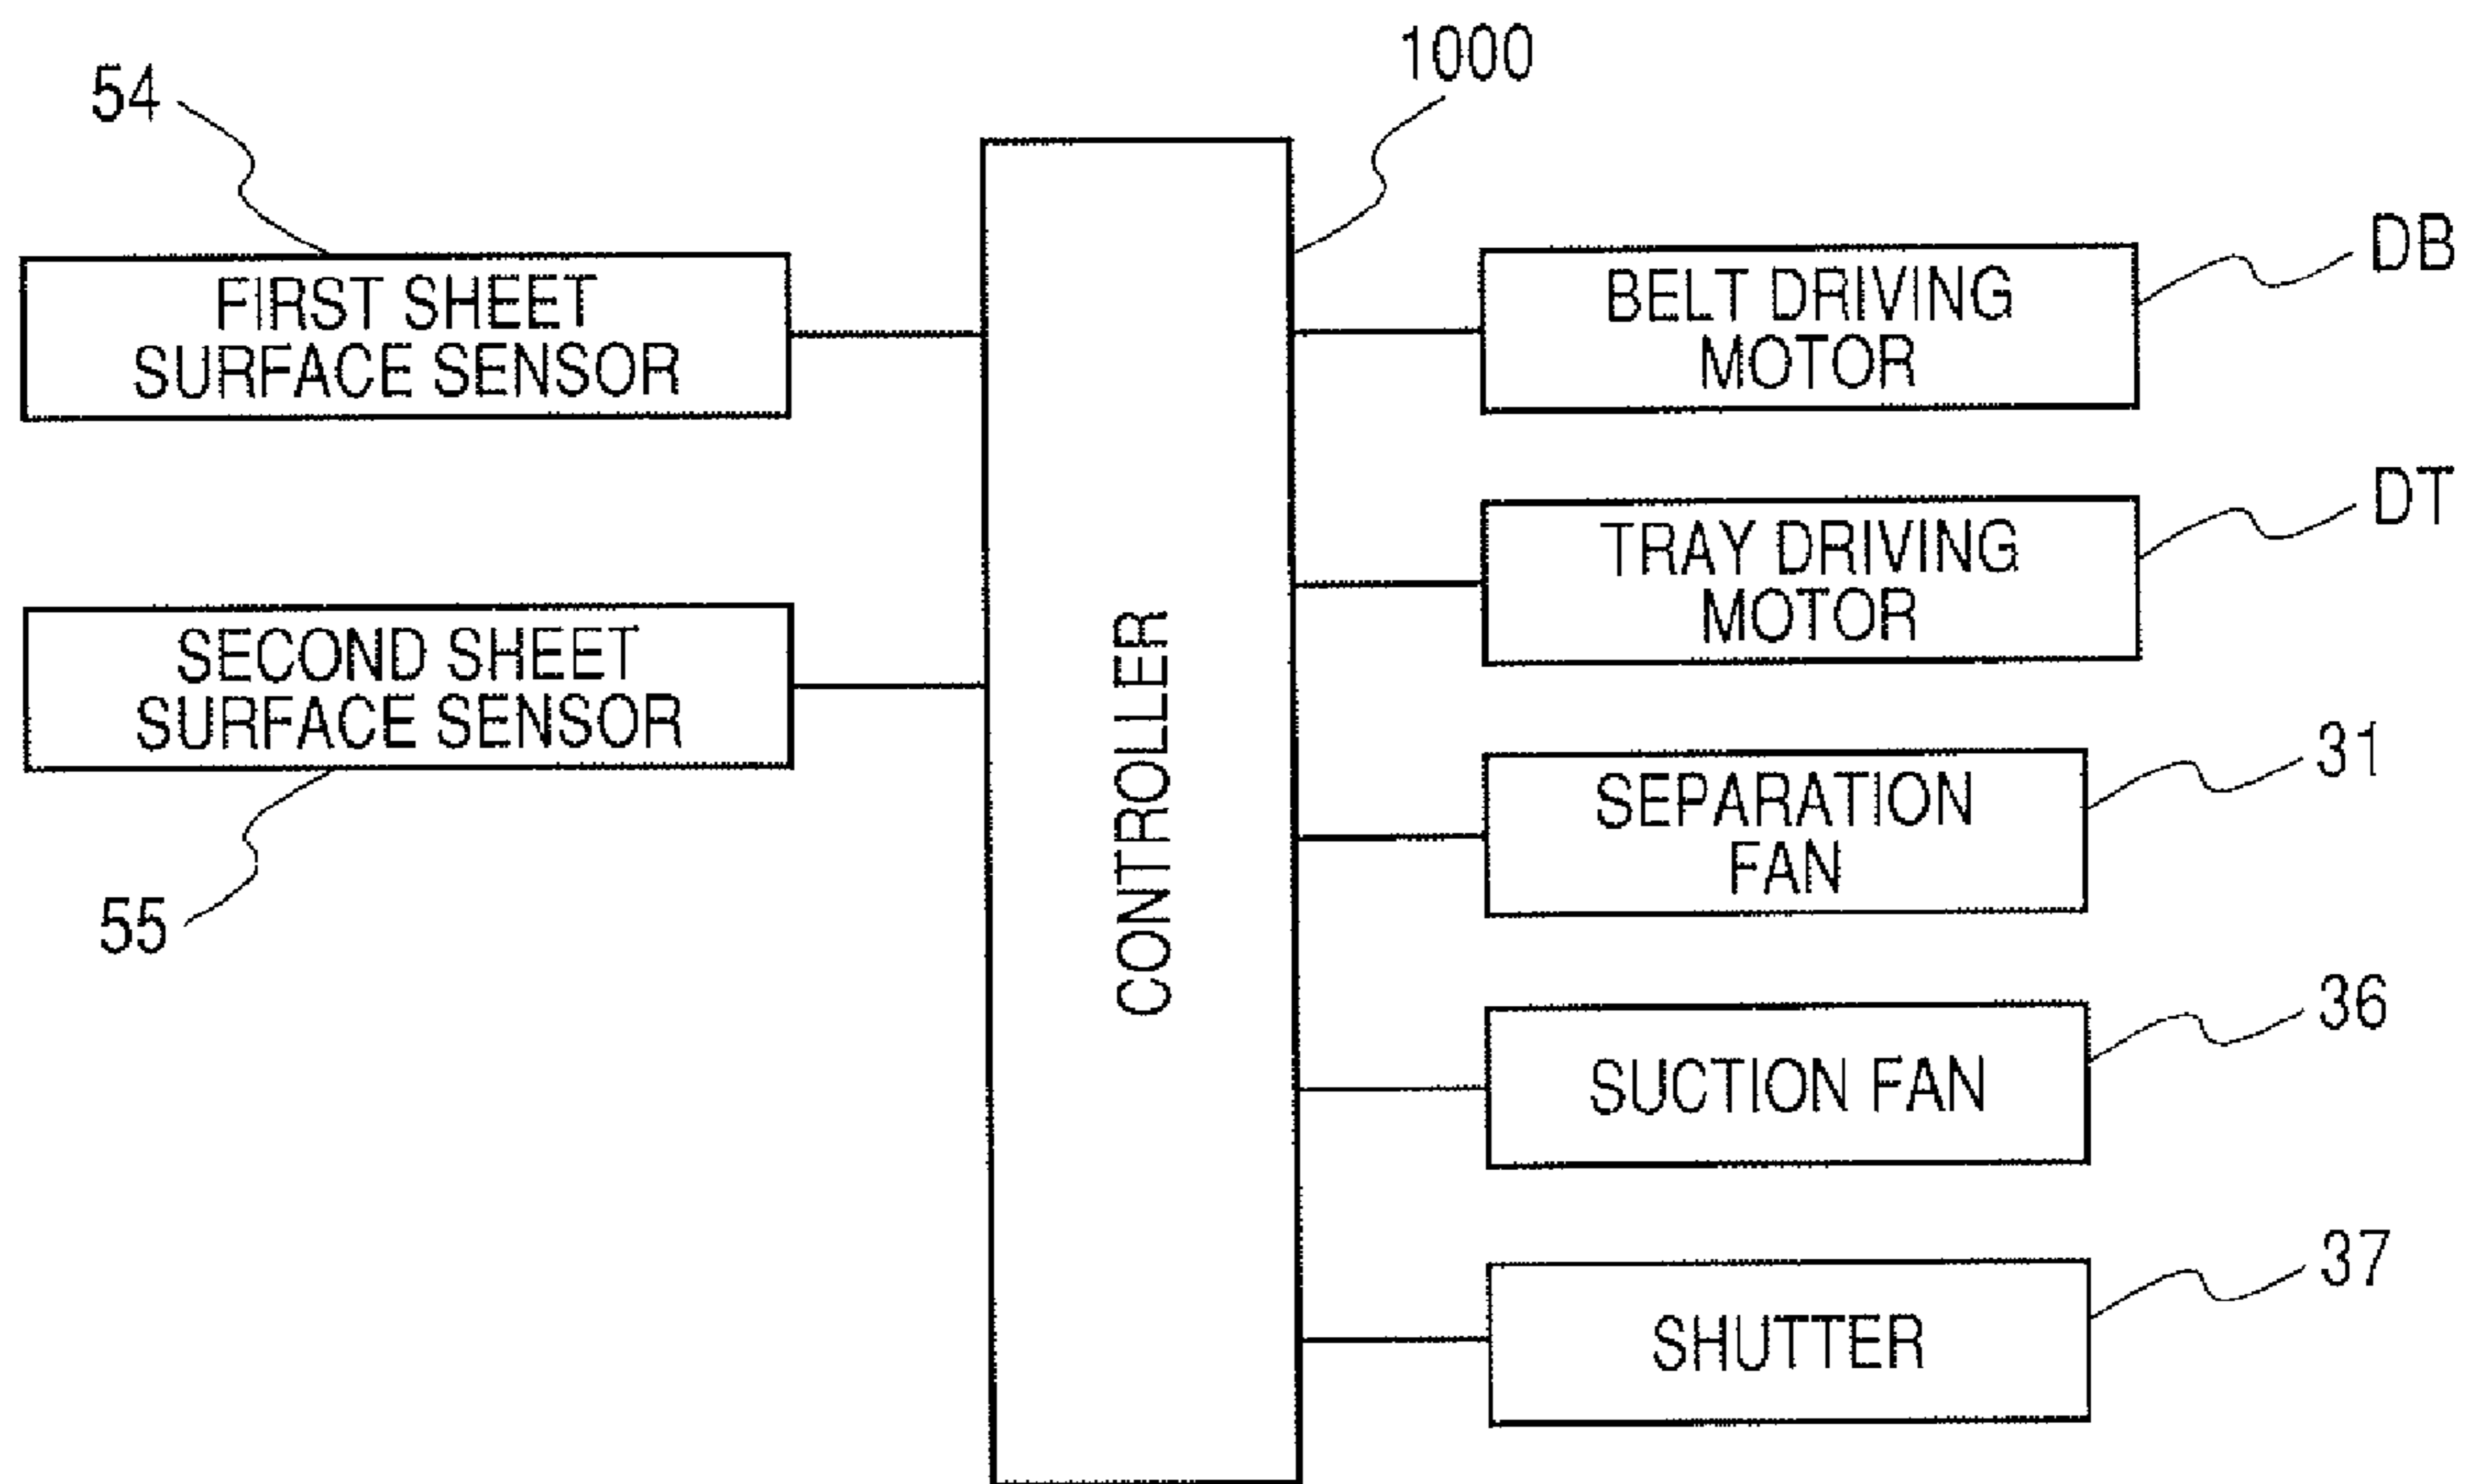 1000
54
FIRST SHEET
SURFACE SENSOR
SECOND SHEET
SURFACE SENSOR
55
CONTROLLER
BELT DRIVING
MOTOR
DB
TRAY DRIVING
MOTOR
DT
SEPARATION
FAN
31
SUCTION FAN
36
SHUTTER
37